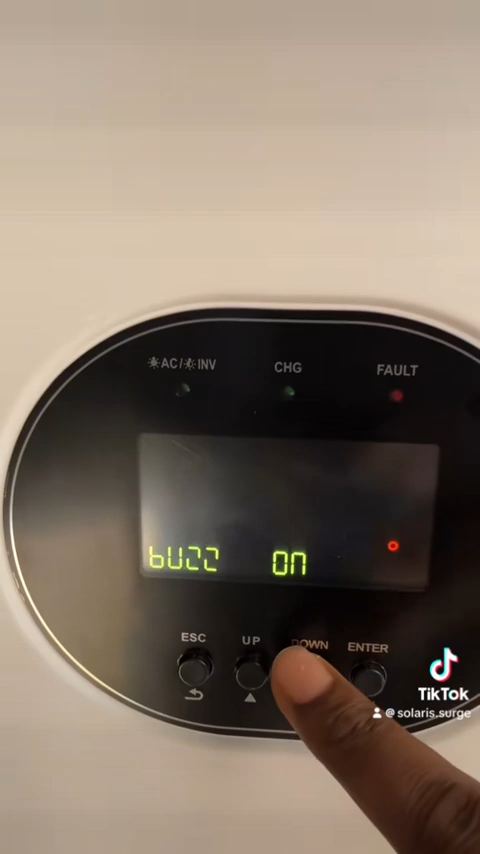 AC/ INV CHG FAULT
bUZZ ON
ESC UP DOWN ENTER
TikTok
@ solaris.surge